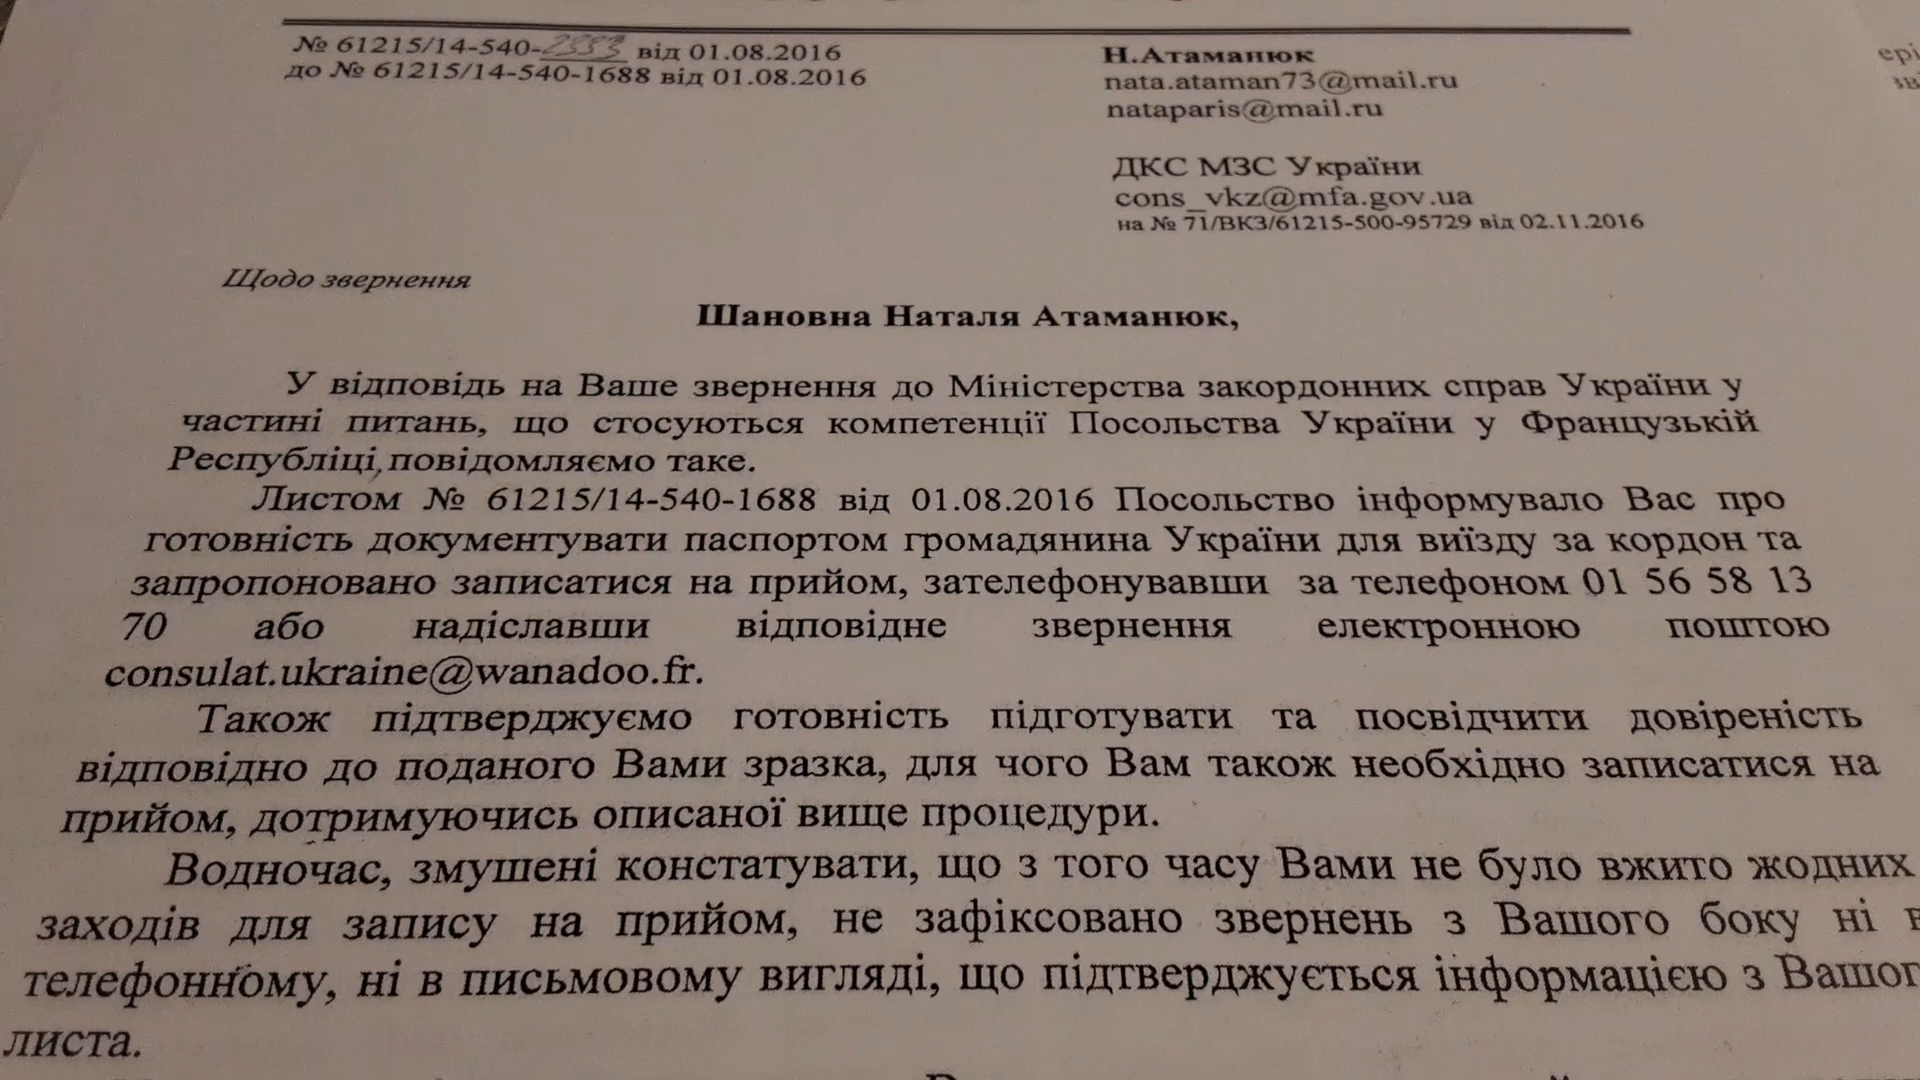 № 61215/14-540-2333 від 01.08.2016
до № 61215/14-540-1688 від 01.08.2016
Н.Атаманюк
nata.ataman73@mail.ru
nataparis@mail.ru
ДКС МЗС України
cons_vkz@mfa.gov.ua
на № 71/ВКЗ/61215-500-95729 від 02.11.2016
Щодо звернення
Шановна Наталя Атаманюк,
У відповідь на Ваше звернення до Міністерства закордонних справ України у
частині питань, що стосуються компетенції Посольства України у Французькій
Республіці, повідомляємо таке.
Листом № 61215/14-540-1688 від 01.08.2016 Посольство інформувало Вас про
готовність документувати паспортом громадянина України для виїзду за кордон та
запропоновано записатися на прийом, зателефонувавши за телефоном 01 56 58 13
70 або надіславши відповідне звернення електронною поштою
consulat.ukraine@wanadoo.fr.
Також підтверджуємо готовність підготувати та посвідчити довіреність
відповідно до поданого Вами зразка, для чого Вам також необхідно записатися на
прийом, дотримуючись описаної вище процедури.
Водночас, змушені констатувати, що з того часу Вами не було вжито жодних
заходів для запису на прийом, не зафіксовано звернень з Вашого боку ні в
телефонному, ні в письмовому вигляді, що підтверджується інформацією з Вашог
листа.